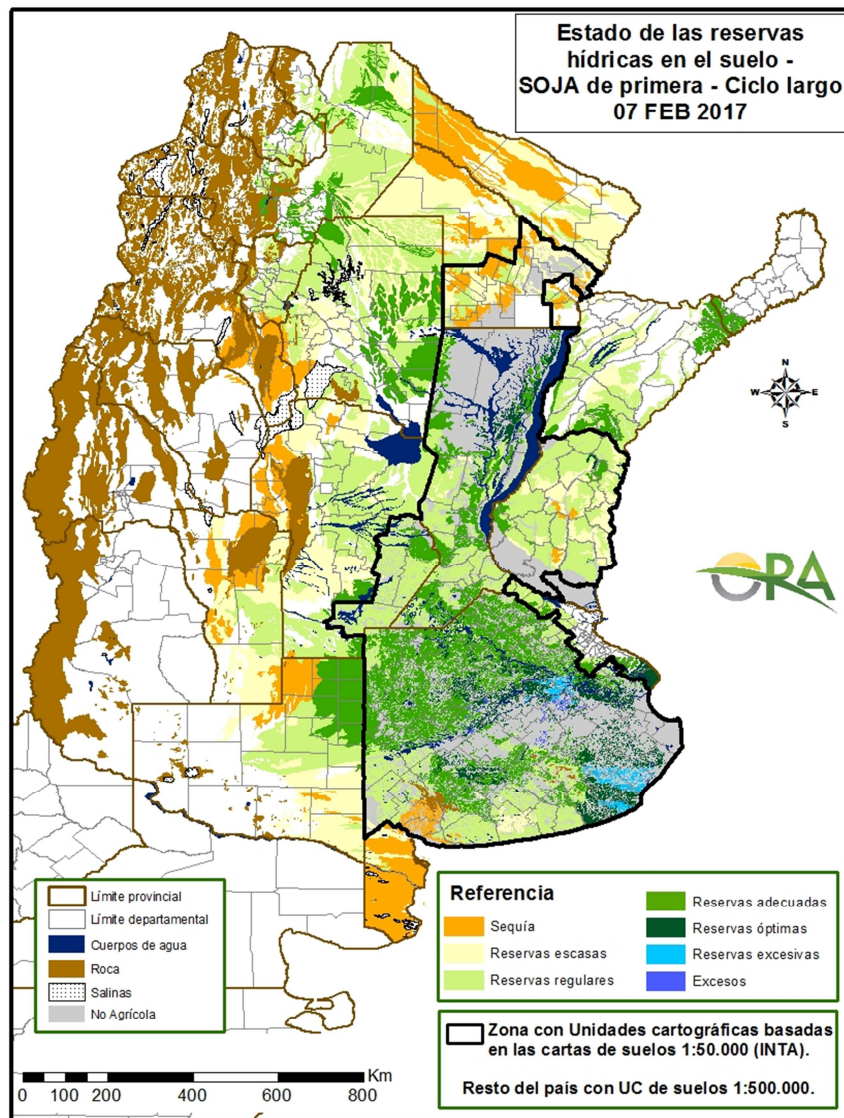 Estado de las reservas
hídricas en el suelo -
SOJA de primera - Ciclo largo
07 FEB 2017
N
W E
S
ORA
Límite provincial
Límite departamental
Cuerpos de agua
Roca
Salinas
No Agrícola
Referencia
Sequía
Reservas escasas
Reservas regulares
Reservas adecuadas
Reservas óptimas
Reservas excesivas
Excesos
Zona con Unidades cartográficas basadas
en las cartas de suelos 1:50.000 (INTA).
Resto del país con UC de suelos 1:500.000.
Km
0 100 200 400 600 800